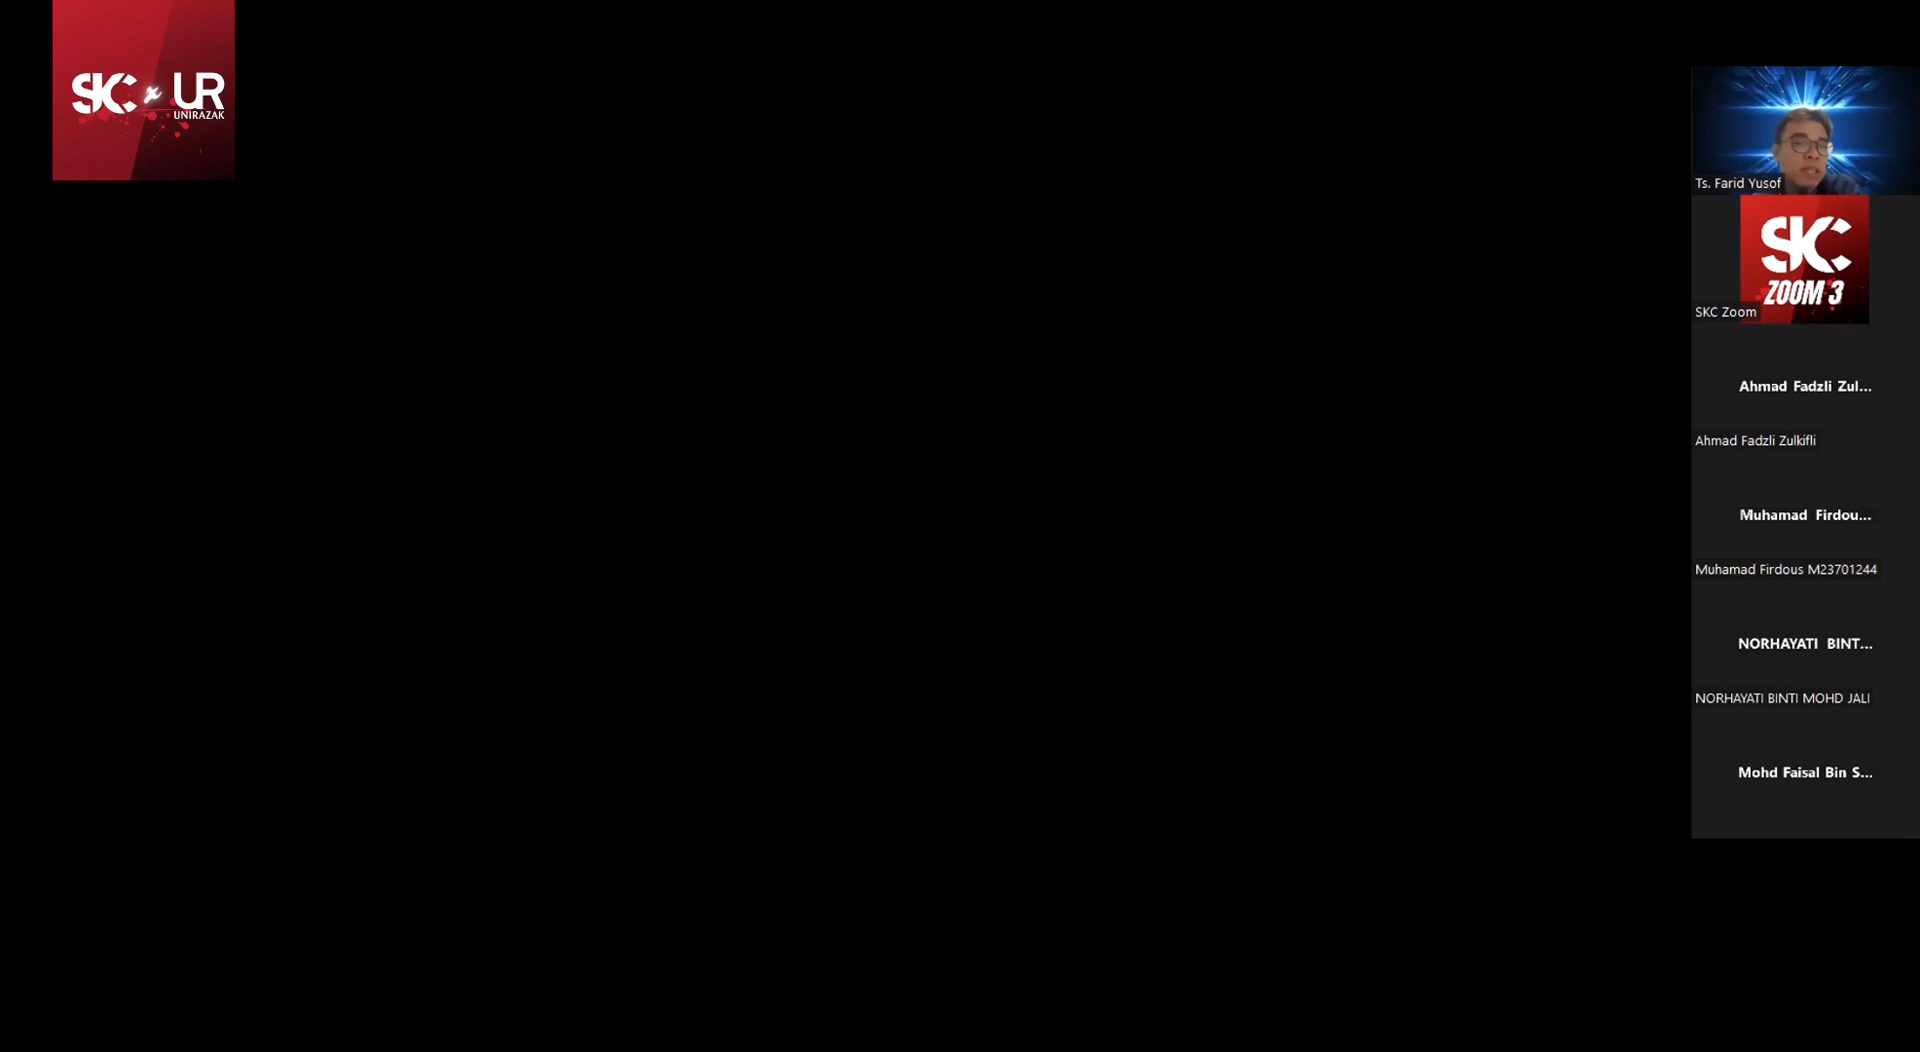 SKC x UR
UNIRAZAK
Ts. Farid Yusof
SKC
ZOOM 3
SKC Zoom
Ahmad Fadzli Zul...
Ahmad Fadzli Zulkifli
Muhamad Firdou...
Muhamad Firdous M23701244
NORHAYATI BINT...
NORHAYATI BINTI MOHD JALI
Mohd Faisal Bin S...